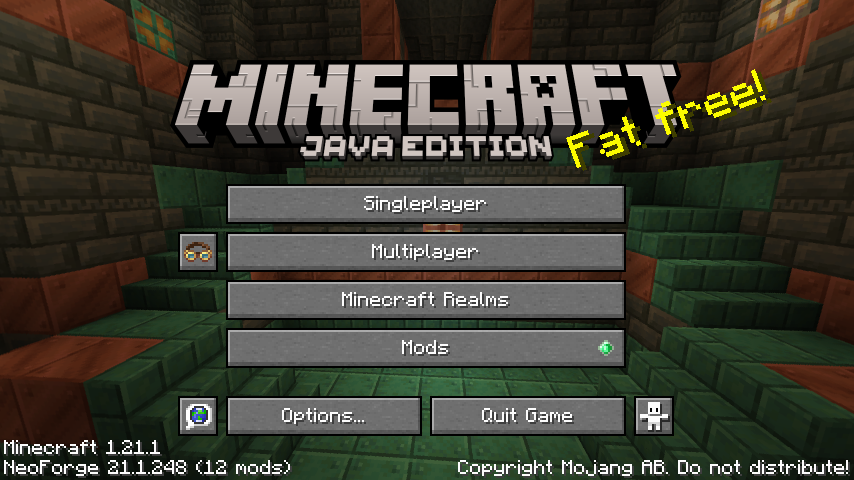 MINECRAFT
JAVA EDITION
Fat free!
Singleplayer
Multiplayer
Minecraft Realms
Mods
Options...
Quit Game
Minecraft 1.21.1
NeoForge 21.1.248 (12 mods)
Copyright Mojang AB. Do not distribute!